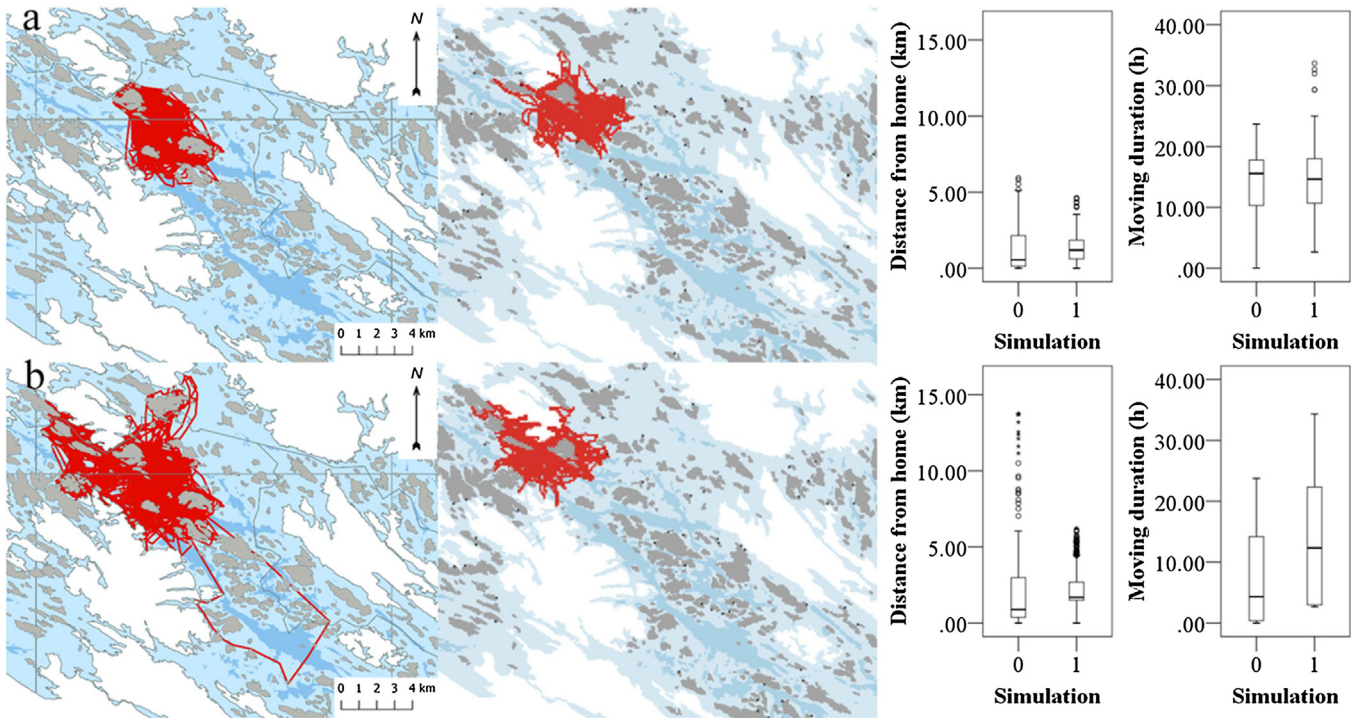 a
N
0 1 2 3 4 km
Distance from home (km)
15.00
10.00
5.00
.00
0 1
Simulation
Moving duration (h)
40.00
30.00
20.00
10.00
.00
0 1
Simulation
b
N
0 1 2 3 4 km
Distance from home (km)
15.00
10.00
5.00
.00
0 1
Simulation
Moving duration (h)
40.00
30.00
20.00
10.00
.00
0 1
Simulation